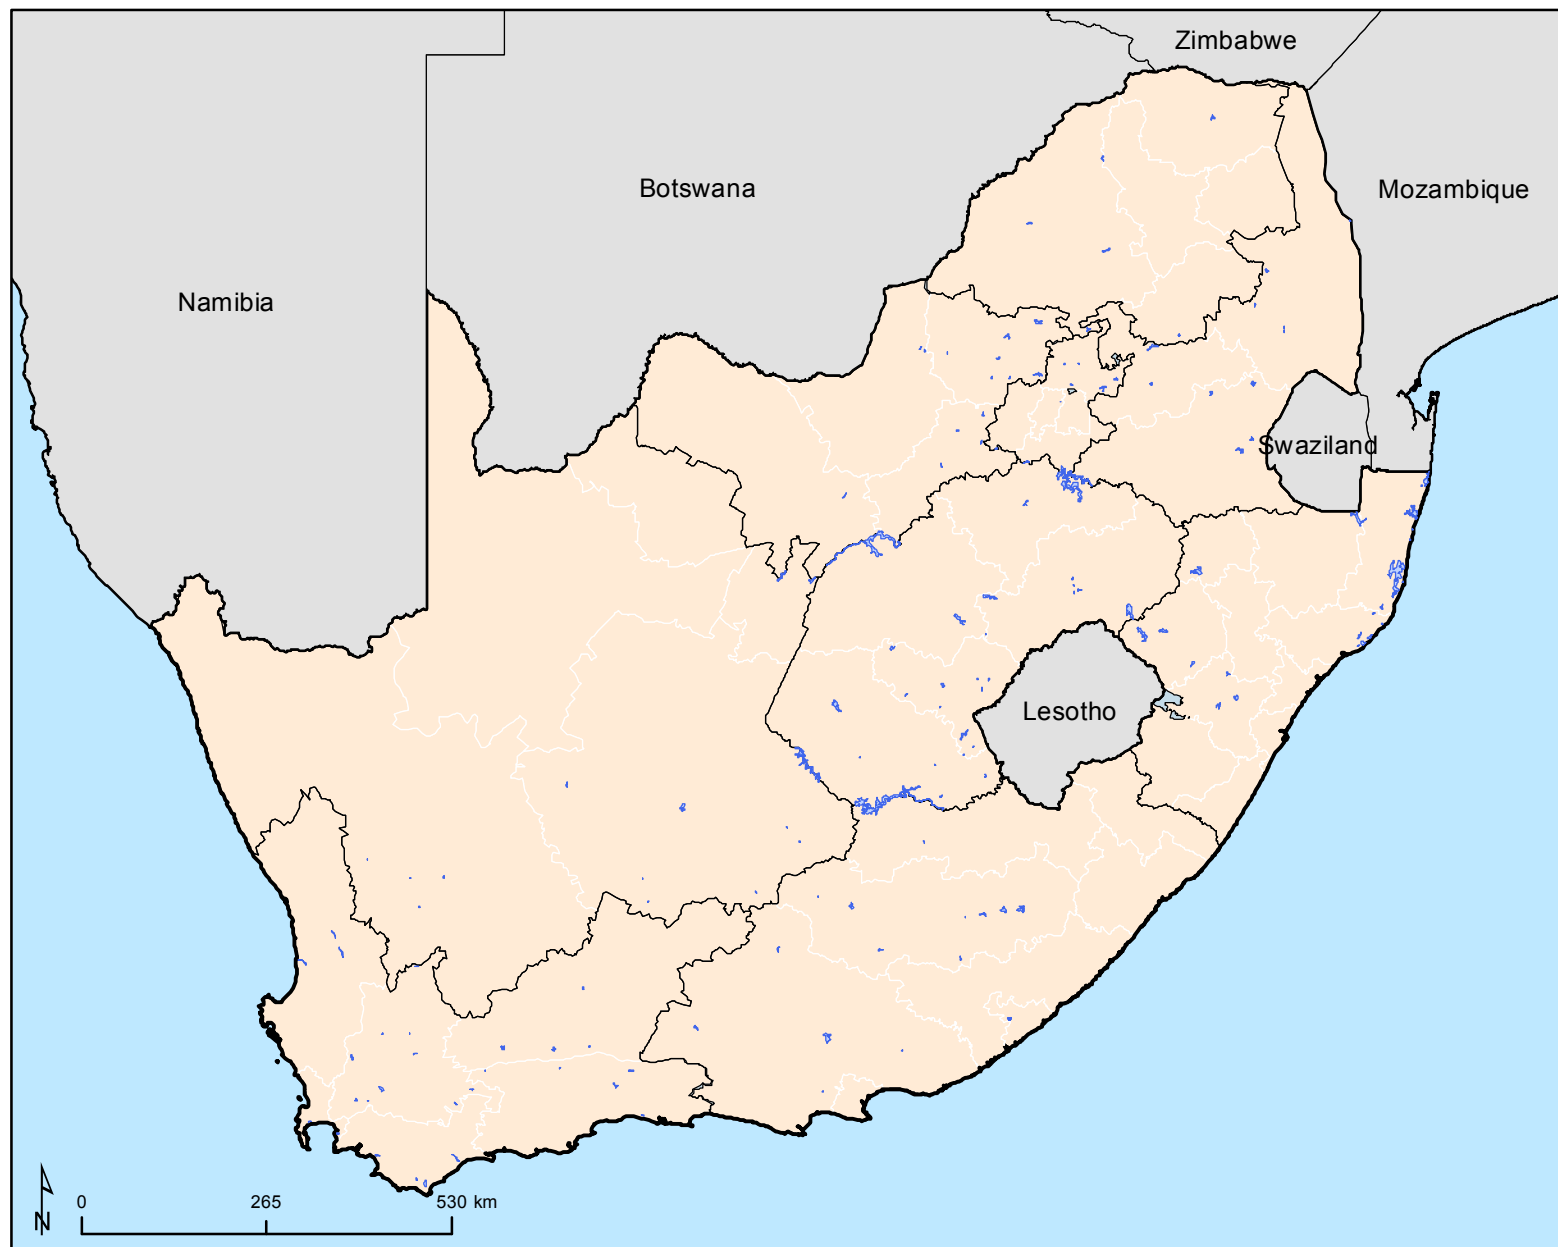 Zimbabwe
Botswana
Mozambique
Namibia
Swaziland
Lesotho
0 265 530 km
N